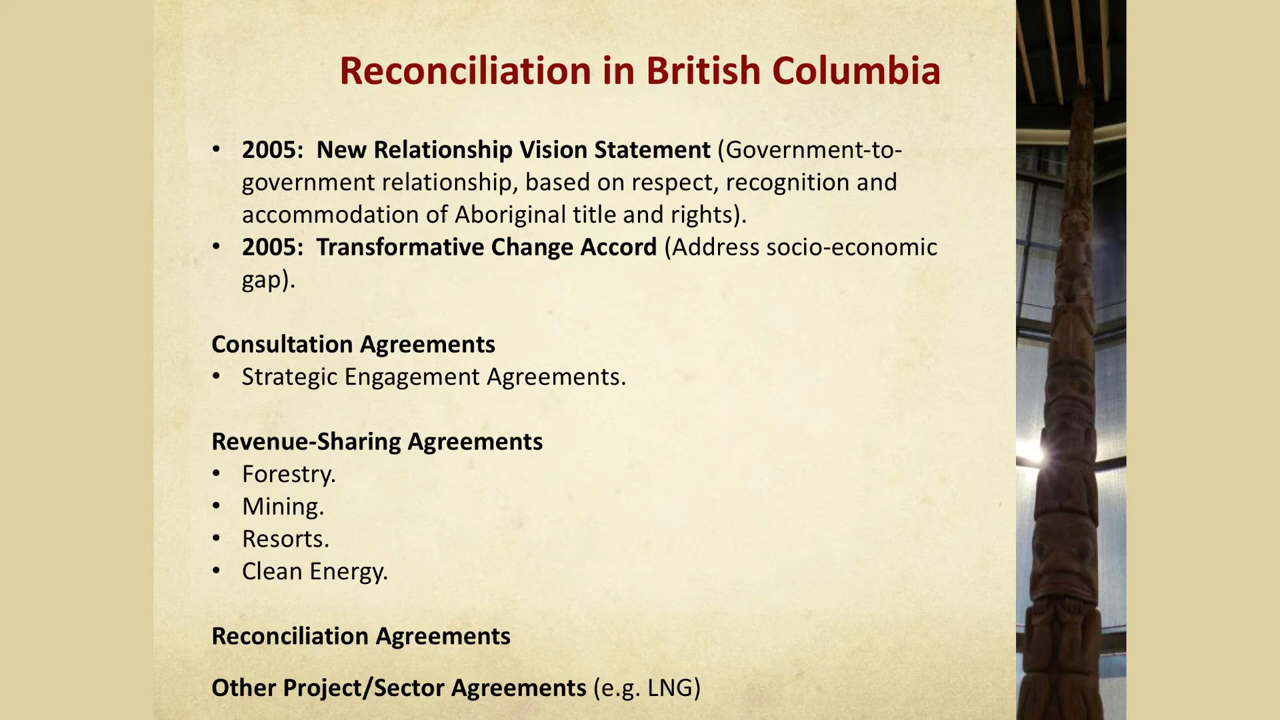 Reconciliation in British Columbia
• 2005:  New Relationship Vision Statement (Government-to-
government relationship, based on respect, recognition and
accommodation of Aboriginal title and rights).
• 2005:  Transformative Change Accord (Address socio-economic
gap).
Consultation Agreements
• Strategic Engagement Agreements.
Revenue-Sharing Agreements
• Forestry.
• Mining.
• Resorts.
• Clean Energy.
Reconciliation Agreements
Other Project/Sector Agreements (e.g. LNG)